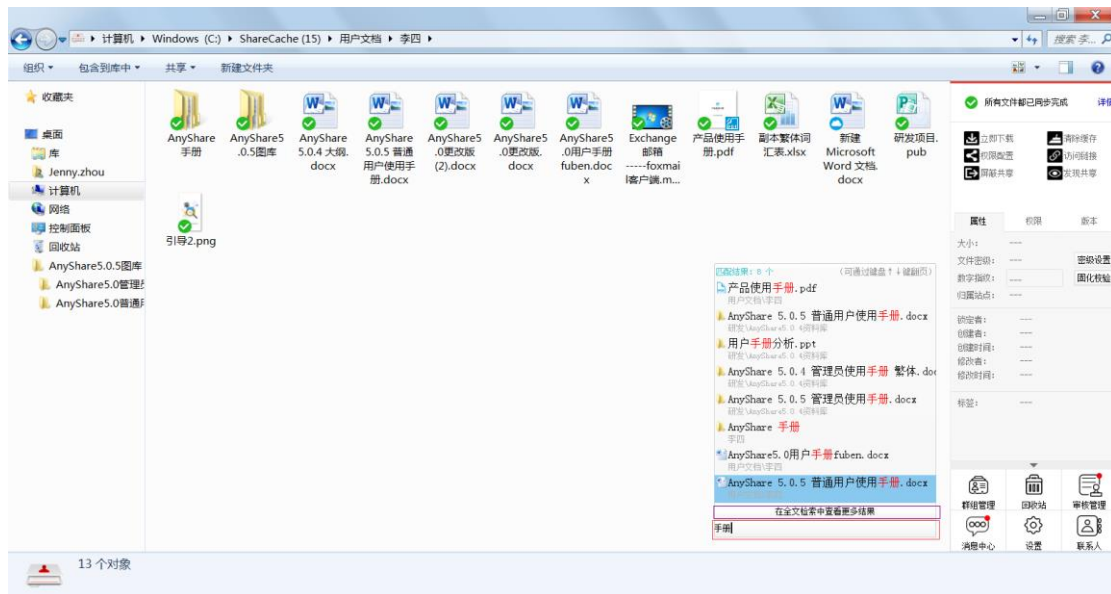 计算机 ▸ Windows (C:) ▸ ShareCache (15) ▸ 用户文档 ▸ 李四 ▸
搜索 李...
组织 包含到库中 共享 新建文件夹
收藏夹
桌面
库
Jenny.zhou
计算机
网络
控制面板
回收站
AnyShare5.0.5图库
AnyShare5.0管理
AnyShare5.0普通
AnyShare
手册
AnyShare5
.0.5图库
AnyShare
5.0.4 大纲.
docx
AnyShare
5.0.5 普通
用户使用手
册.docx
AnyShare5
.0更改版
(2).docx
AnyShare5
.0更改版.
docx
AnyShare5
.0用户手册
fuben.doc
x
Exchange
邮箱
-----foxmai
l客户端.m...
产品使用手
册.pdf
副本繁体词
汇表.xlsx
新建
Microsoft
Word 文档.
docx
研发项目.
pub
引导2.png
匹配结果: 8 个 (可通过键盘↑↓键翻页)
产品使用手册.pdf
用户文档\李四
AnyShare 5.0.5 普通用户使用手册.docx
研发\AnyShare5.0.4资料库
用户手册分析.ppt
研发\AnyShare5.0.4资料库
AnyShare 5.0.4 管理员使用手册 繁体.doc
研发\AnyShare5.0.4资料库
AnyShare 5.0.5 管理员使用手册.docx
研发\AnyShare5.0.4资料库
AnyShare 手册
李四
AnyShare5.0用户手册fuben.docx
用户文档\李四
AnyShare 5.0.5 普通用户使用手册.docx
在全文检索中查看更多结果
手册
所有文件都已同步完成
立即下载 清除缓存
权限配置 访问链接
屏蔽共享 发现共享
属性 权限 版本
大小: ---
文件密级: --- 密级设置
数字指纹: --- 固化校验
归属站点: ---
锁定者: ---
创建者: ---
创建时间: ---
修改者: ---
修改时间: ---
标签: ---
群组管理 回收站 审核管理
消息中心 设置 联系人
13 个对象